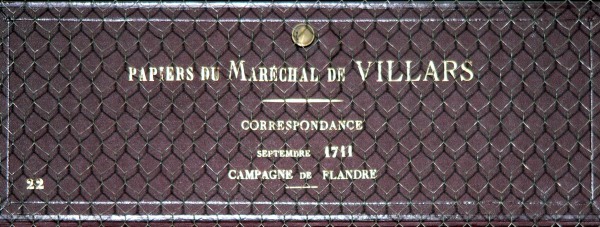 PAPIERS DU MARÉCHAL DE VILLARS
CORRESPONDANCE
SEPTEMBRE 1711
CAMPAGNE DE FLANDRE
22